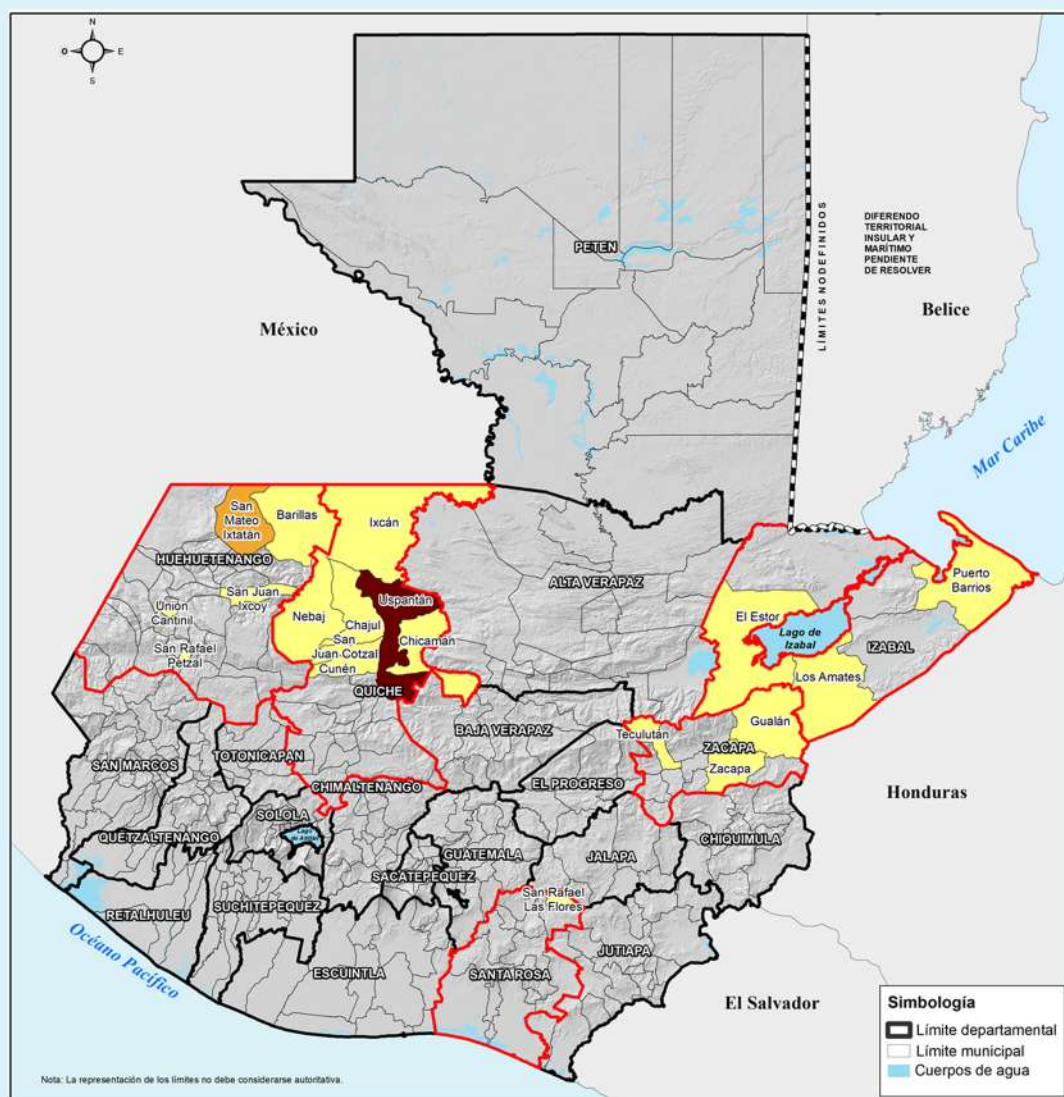 N
O
E
S
PETEN
LÍMITES NO DEFINIDOS
DIFERENDO
TERRITORIAL
INSULAR Y
MARÍTIMO
PENDIENTE
DE RESOLVER
México
Belice
Mar Caribe
San
Mateo
Ixtatán
Barillas
Ixcán
HUEHUETENANGO
ALTA VERAPAZ
Puerto
Barrios
San Juan
Ixcoy
Uspantán
Unión
Cantinil
Nebaj
Chajul
El Estor
Lago de
Izabal
IZABAL
San
Juan Cotzal
Chicamán
San Rafael
Petzal
Cunén
Los Amates
QUICHE
Gualán
BAJA VERAPAZ
Teculután
ZACAPA
TOTONICAPAN
SAN MARCOS
Zacapa
EL PROGRESO
CHIMALTENANGO
Honduras
SOLOLA
Lago
de Atitlán
QUETZALTENANGO
CHIQUIMULA
GUATEMALA
JALAPA
SACATEPEQUEZ
San Rafael
Las Flores
RETALHULEU
SUCHITEPEQUEZ
Océano Pacífico
JUTIAPA
ESCUINTLA
SANTA ROSA
El Salvador
Simbología
Límite departamental
Límite municipal
Cuerpos de agua
Nota: La representación de los límites no debe considerarse autoritativa.